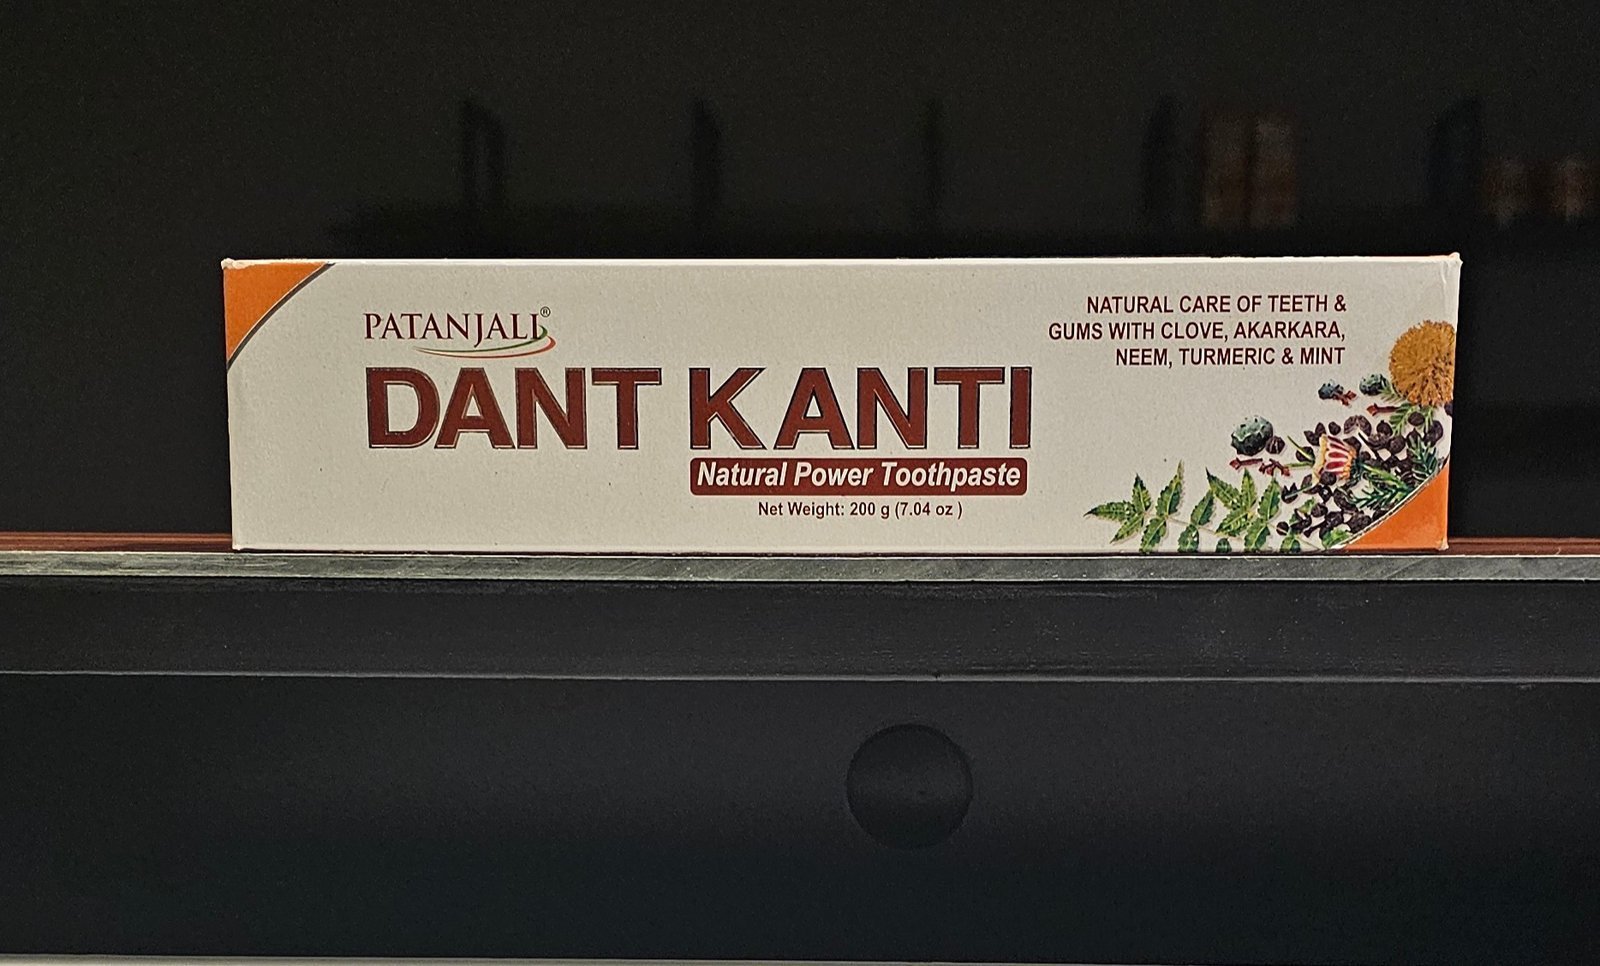 PATANJALI®
DANT KANTI
Natural Power Toothpaste
Net Weight: 200 g (7.04 oz )
NATURAL CARE OF TEETH &
GUMS WITH CLOVE, AKARKARA,
NEEM, TURMERIC & MINT